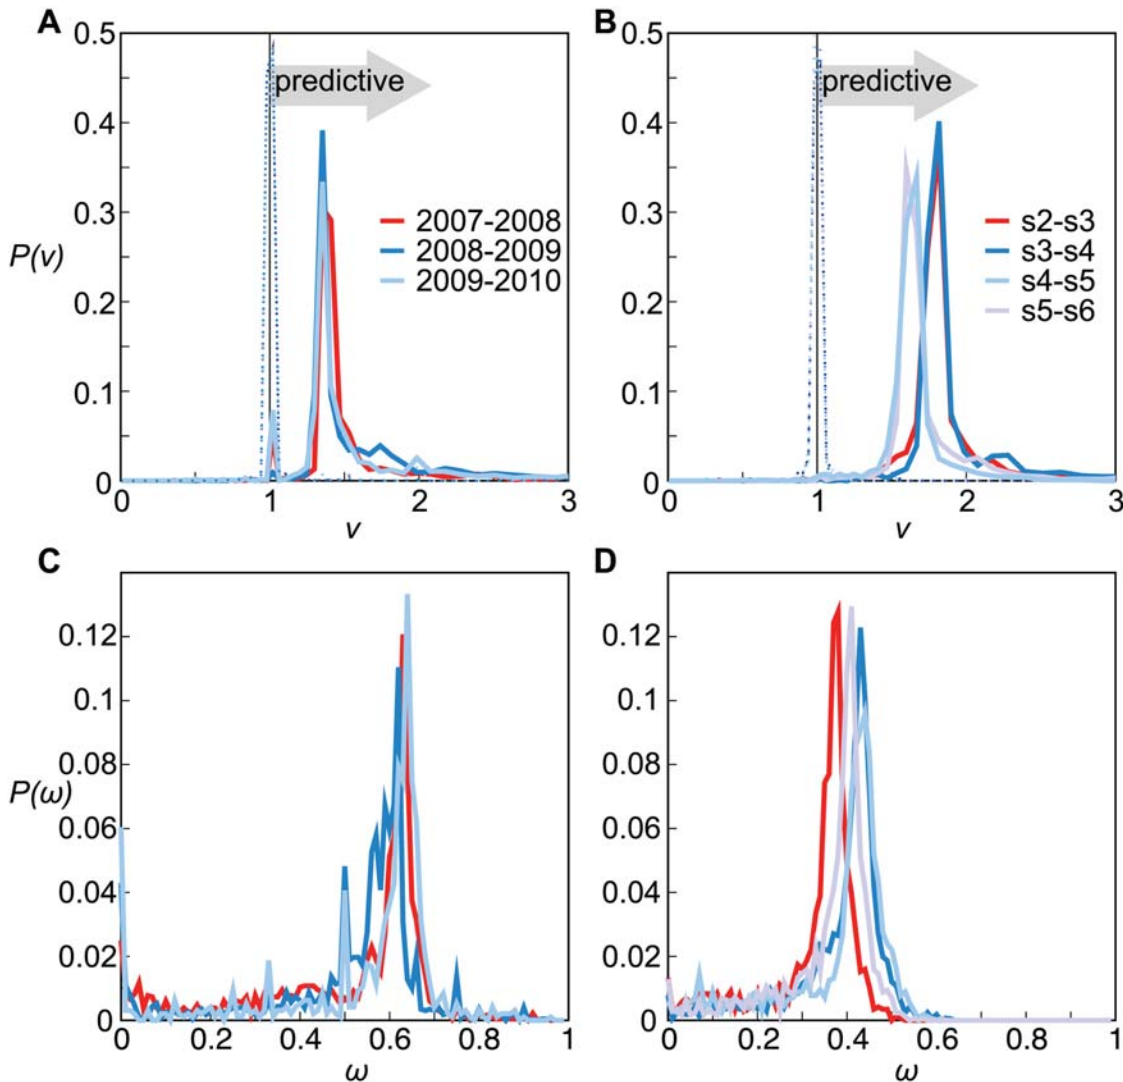 A
0.5
0.4
0.3
0.2
0.1
0
P(ν)
predictive
2007-2008
2008-2009
2009-2010
0 1 2 3
ν
B
0.5
0.4
0.3
0.2
0.1
0
predictive
s2-s3
s3-s4
s4-s5
s5-s6
0 1 2 3
ν
C
0.12
0.1
0.08
0.06
0.04
0.02
0
P(ω)
0 0.2 0.4 0.6 0.8 1
ω
D
0.12
0.1
0.08
0.06
0.04
0.02
0
0 0.2 0.4 0.6 0.8 1
ω